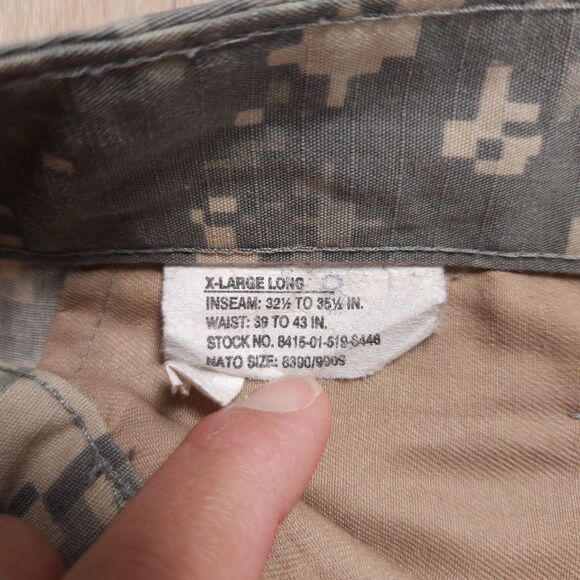 X-LARGE LONG
INSEAM: 32½ TO 35½ IN.
WAIST: 39 TO 43 IN.
STOCK NO. 8415-01-519-8446
NATO SIZE: 8390/9909